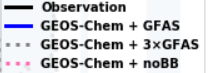 Observation
GEOS-Chem + GFAS
GEOS-Chem + 3×GFAS
GEOS-Chem + noBB